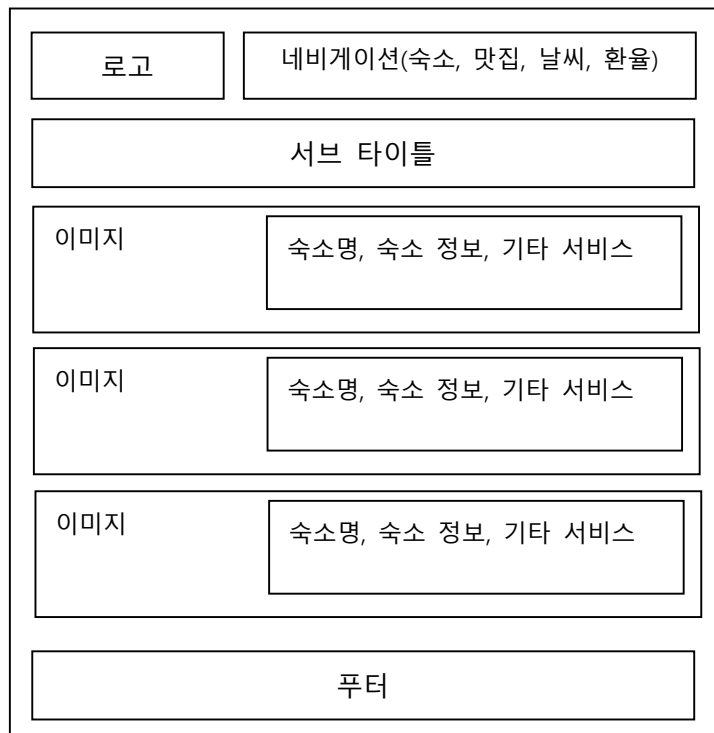 로고
네비게이션(숙소, 맛집, 날씨, 환율)
서브 타이틀
이미지
숙소명, 숙소 정보, 기타 서비스
이미지
숙소명, 숙소 정보, 기타 서비스
이미지
숙소명, 숙소 정보, 기타 서비스
푸터